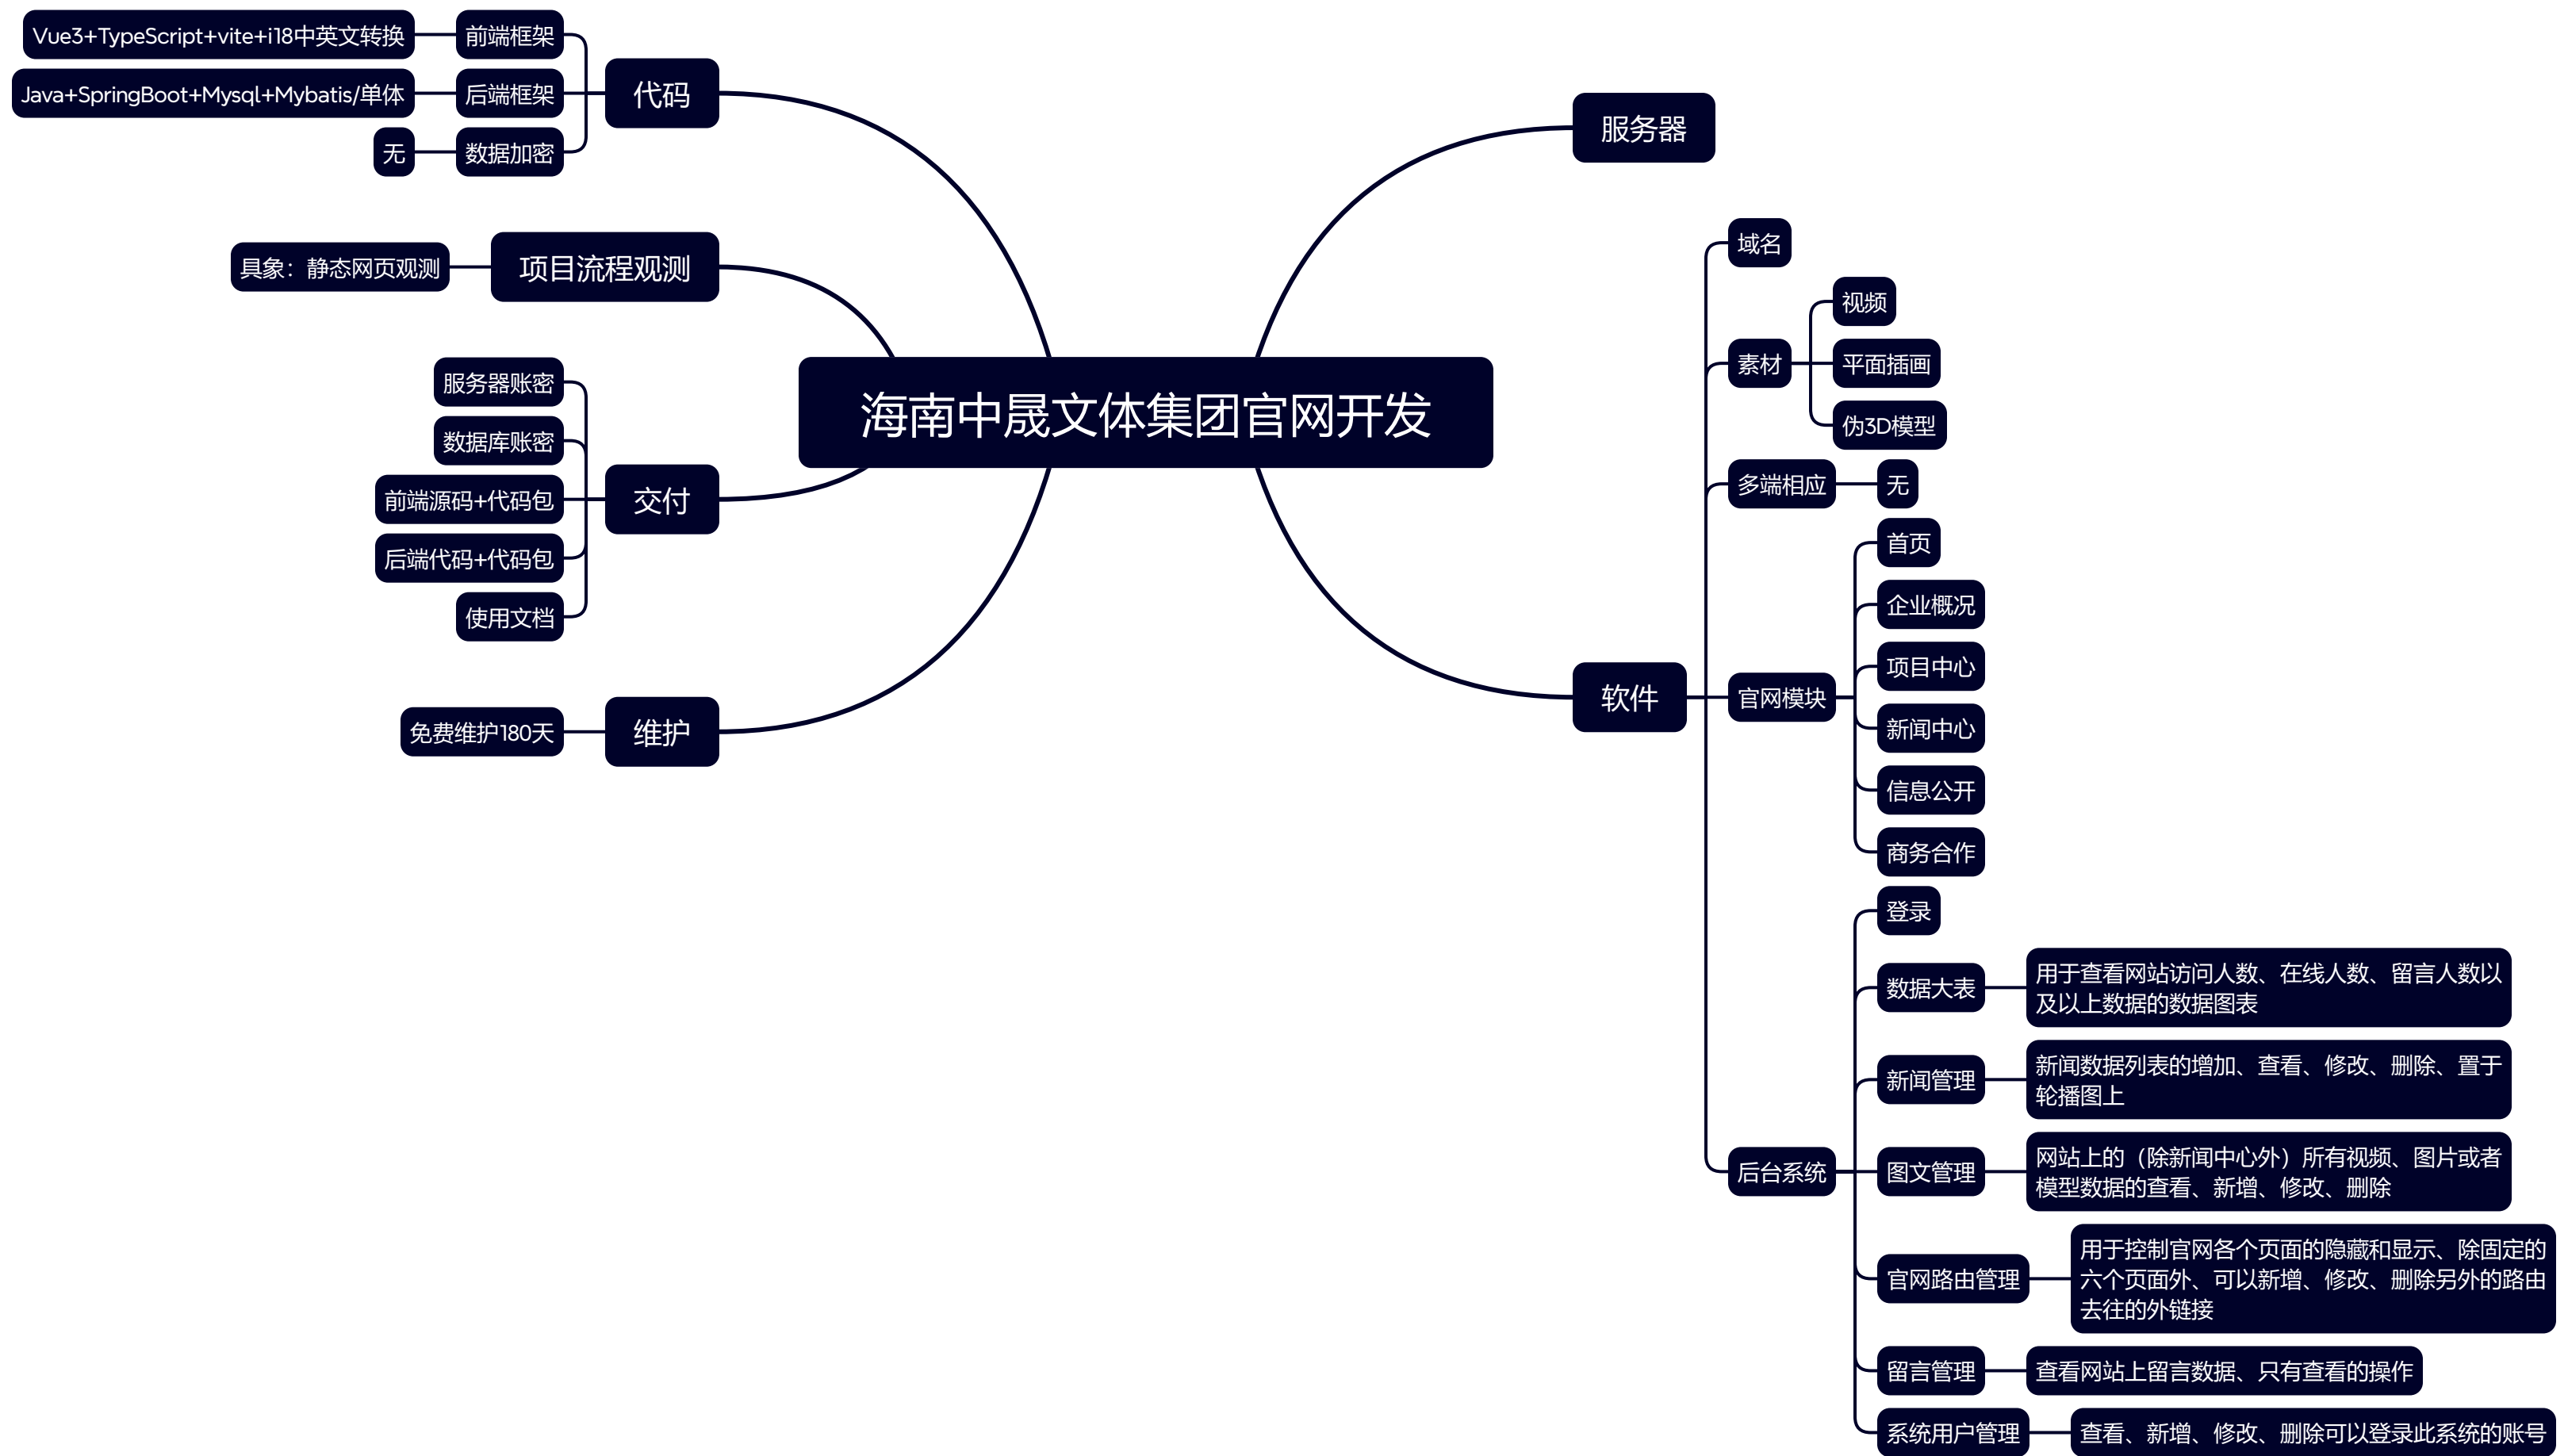 海南中晟文体集团官网开发
代码
前端框架
Vue3+TypeScript+vite+i18中英文转换
后端框架
Java+SpringBoot+Mysql+Mybatis/单体
数据加密
无
项目流程观测
具象：静态网页观测
交付
服务器账密
数据库账密
前端源码+代码包
后端代码+代码包
使用文档
维护
免费维护180天
服务器
软件
域名
素材
视频
平面插画
伪3D模型
多端相应
无
官网模块
首页
企业概况
项目中心
新闻中心
信息公开
商务合作
后台系统
登录
数据大表
用于查看网站访问人数、在线人数、留言人数以
及以上数据的数据图表
新闻管理
新闻数据列表的增加、查看、修改、删除、置于
轮播图上
图文管理
网站上的（除新闻中心外）所有视频、图片或者
模型数据的查看、新增、修改、删除
官网路由管理
用于控制官网各个页面的隐藏和显示、除固定的
六个页面外、可以新增、修改、删除另外的路由
去往的外链接
留言管理
查看网站上留言数据、只有查看的操作
系统用户管理
查看、新增、修改、删除可以登录此系统的账号